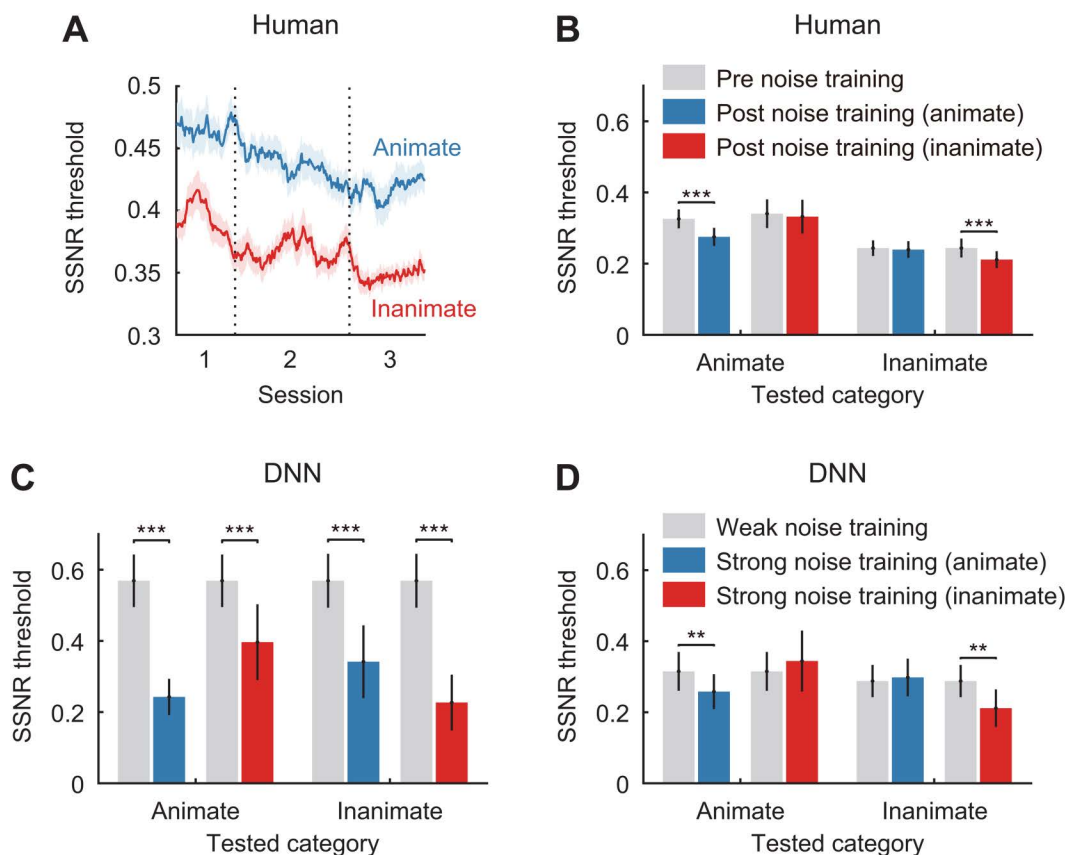 A
Human
0.5
0.45
0.4
0.35
0.3
SSNR threshold
Animate
Inanimate
1 2 3
Session
B
Human
Pre noise training
Post noise training (animate)
Post noise training (inanimate)
0.6
0.4
0.2
0
SSNR threshold
*** ***
Animate Inanimate
Tested category
C
DNN
*** *** *** ***
0.6
0.4
0.2
0
SSNR threshold
Animate Inanimate
Tested category
D
DNN
Weak noise training
Strong noise training (animate)
Strong noise training (inanimate)
0.6
0.4
0.2
0
SSNR threshold
** **
Animate Inanimate
Tested category